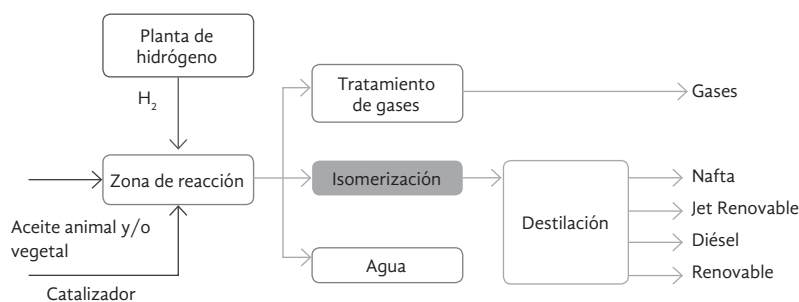 Planta de
hidrógeno
H2
Tratamiento
de gases
Gases
Zona de reacción
Isomerización
Destilación
Nafta
Jet Renovable
Diésel
Renovable
Aceite animal y/o
vegetal
Agua
Catalizador